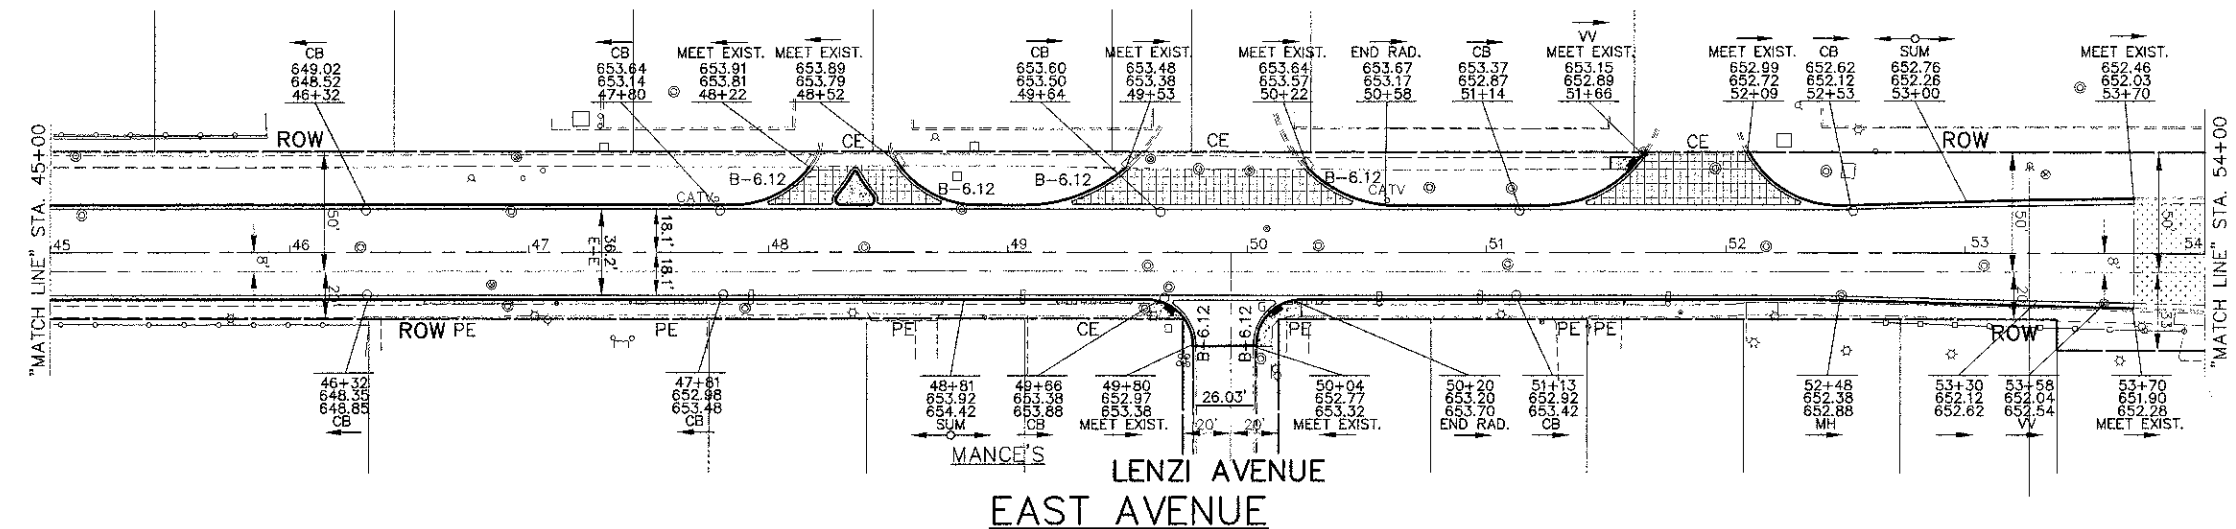 CB
649.02
648.52
46+32
CB
653.64
653.14
47+80
MEET EXIST.
653.91
653.81
48+22
MEET EXIST.
653.89
653.79
48+52
CB
653.60
653.50
49+64
MEET EXIST.
653.48
653.38
49+53
MEET EXIST.
653.64
653.57
50+22
END RAD.
653.67
653.17
50+58
CB
653.37
652.87
51+14
VV
MEET EXIST.
653.15
652.89
51+66
MEET EXIST.
652.99
652.72
52+09
CB
652.62
652.12
52+53
SUM
652.76
652.26
53+00
MEET EXIST.
652.46
652.03
53+70
ROW
CE
CE
CE
ROW
B-6.12
B-6.12
B-6.12
B-6.12
CATV
CATV
"MATCH LINE" STA. 45+00
"MATCH LINE" STA. 54+00
50'
8'
20'
36.2'
E-E
18.1'
18.1'
50'
50'
8'
20'
33'
45
46
47
48
49
50
51
52
53
54
ROW
PE
PE
PE
CE
B-6.12
B-6.12
PE
PE
PE
ROW
46+32
648.35
648.85
CB
47+81
652.98
653.48
CB
48+81
653.92
654.42
SUM
49+66
653.38
653.88
CB
49+80
652.97
653.38
MEET EXIST.
26.03'
20'
20'
50+04
652.77
653.32
MEET EXIST.
50+20
653.20
653.70
END RAD.
51+13
652.92
653.42
CB
52+48
652.38
652.88
MH
53+30
652.12
652.62
53+58
652.04
652.54
VV
53+70
651.90
652.28
MEET EXIST.
MANCE'S
LENZI AVENUE
EAST AVENUE